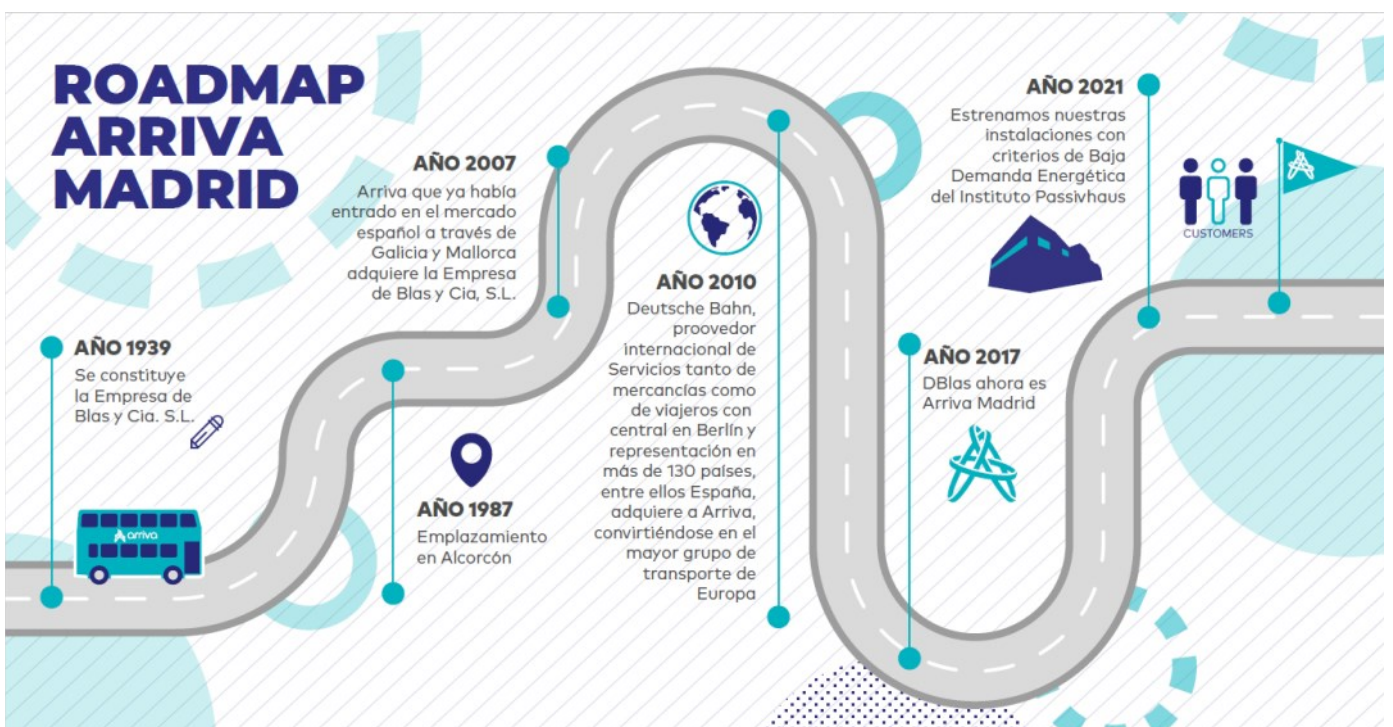 ROADMAP
ARRIVA
MADRID
AÑO 1939
Se constituye
la Empresa de
Blas y Cia. S.L.
arriva
AÑO 1987
Emplazamiento
en Alcorcón
AÑO 2007
Arriva que ya había
entrado en el mercado
español a través de
Galicia y Mallorca
adquiere la Empresa
de Blas y Cia, S.L.
AÑO 2010
Deutsche Bahn,
proovedor
internacional de
Servicios tanto de
mercancías como
de viajeros con
central en Berlín y
representación en
más de 130 países,
entre ellos España,
adquiere a Arriva,
convirtiéndose en el
mayor grupo de
transporte de
Europa
AÑO 2017
DBlas ahora es
Arriva Madrid
AÑO 2021
Estrenamos nuestras
instalaciones con
criterios de Baja
Demanda Energética
del Instituto Passivhaus
CUSTOMERS